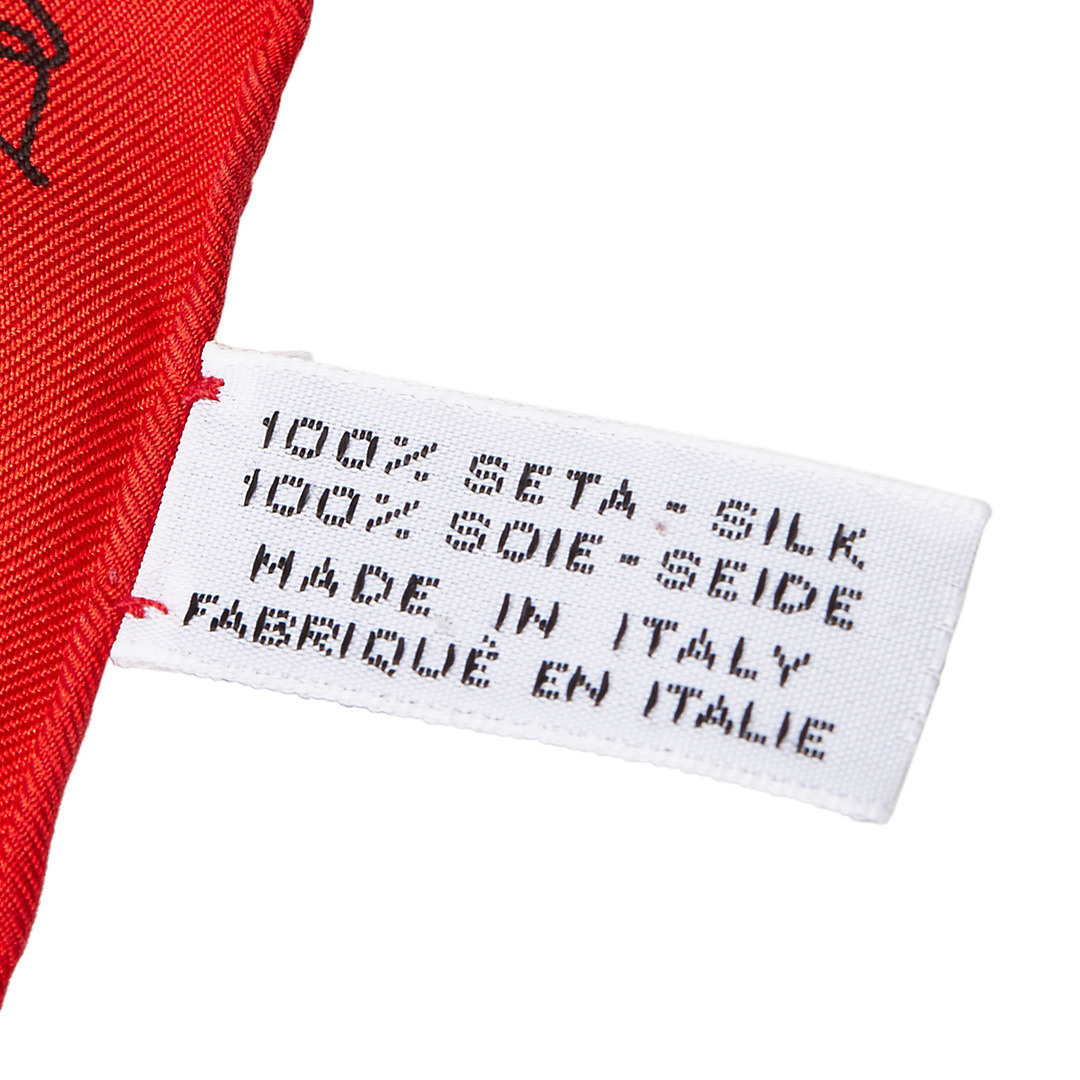 100% SETA - SILK
100% SOIE - SEIDE
MADE IN ITALY
FABRIQUÉ EN ITALIE